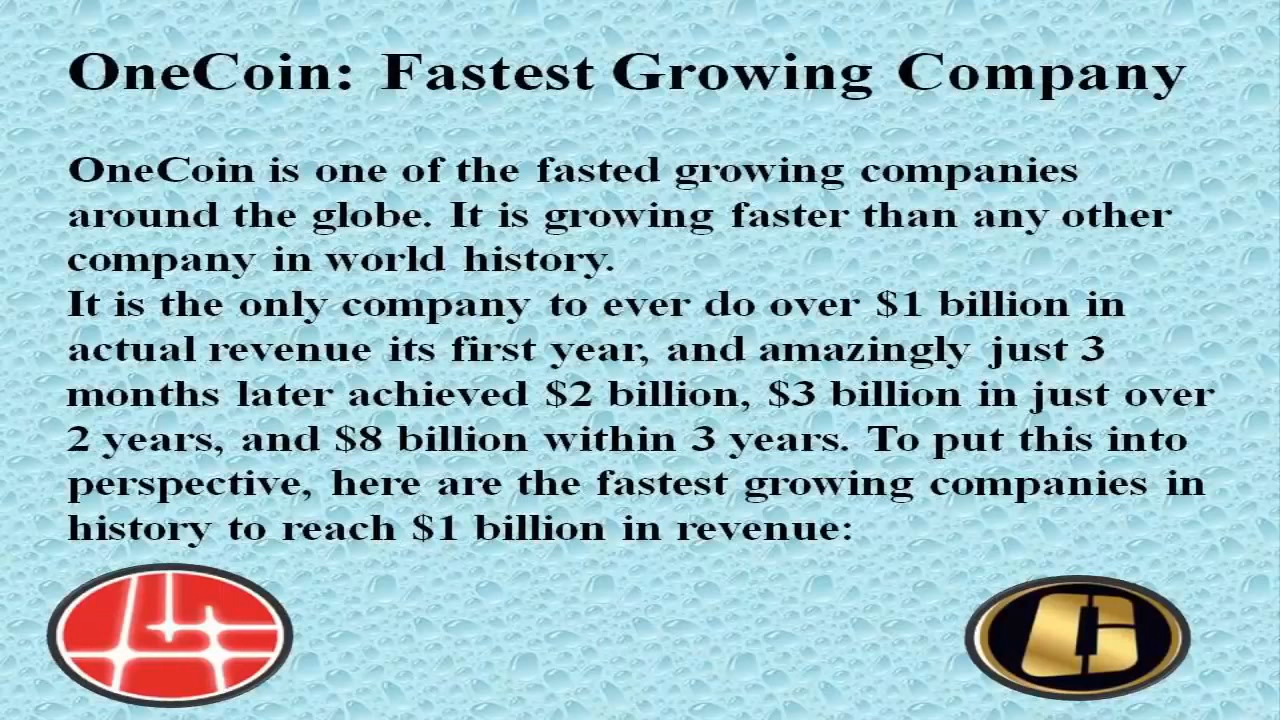 OneCoin: Fastest Growing Company
OneCoin is one of the fasted growing companies
around the globe. It is growing faster than any other
company in world history.
It is the only company to ever do over $1 billion in
actual revenue its first year, and amazingly just 3
months later achieved $2 billion, $3 billion in just over
2 years, and $8 billion within 3 years. To put this into
perspective, here are the fastest growing companies in
history to reach $1 billion in revenue: